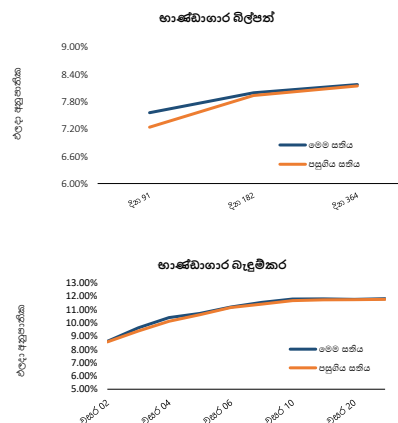 භාණ්ඩාගාර බිල්පත්
ඵලදා අනුපාතික
9.00%
8.40%
7.80%
7.20%
6.60%
6.00%
මෙම සතිය
පසුගිය සතිය
දින 91
දින 182
දින 364
භාණ්ඩාගාර බැඳුම්කර
ඵලදා අනුපාතික
13.00%
12.00%
11.00%
10.00%
9.00%
8.00%
7.00%
6.00%
5.00%
මෙම සතිය
පසුගිය සතිය
වසර 02
වසර 04
වසර 06
වසර 10
වසර 20